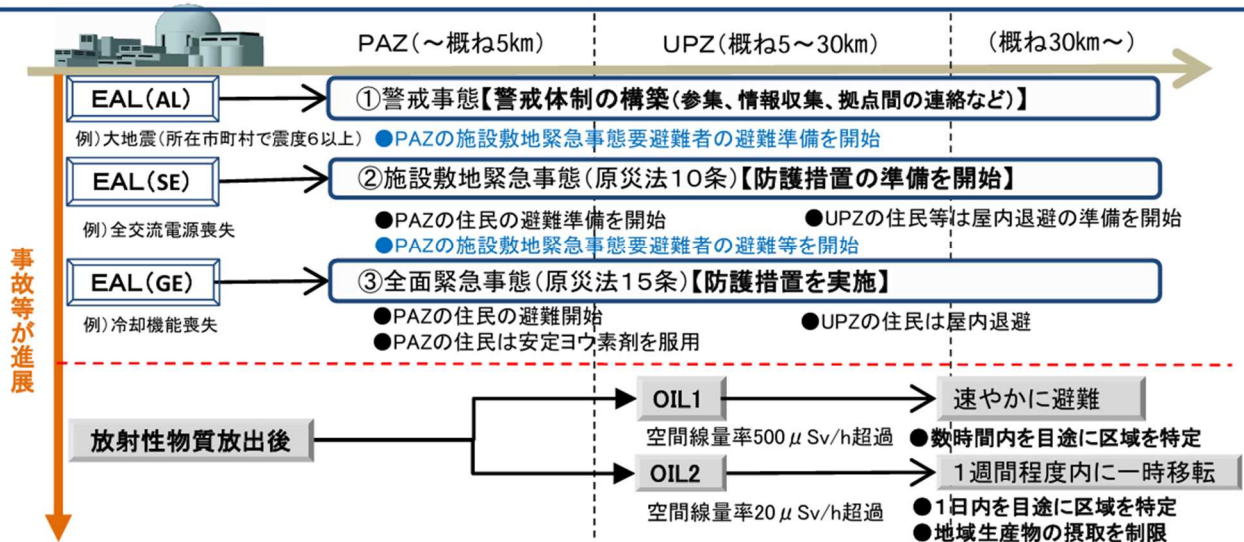 PAZ(～概ね5km)
UPZ(概ね5～30km)
(概ね30km～)
EAL(AL)
①警戒事態【警戒体制の構築(参集、情報収集、拠点間の連絡など)】
例)大地震(所在市町村で震度6以上)
●PAZの施設敷地緊急事態要避難者の避難準備を開始
EAL(SE)
②施設敷地緊急事態(原災法10条)【防護措置の準備を開始】
例)全交流電源喪失
●PAZの住民の避難準備を開始
●UPZの住民等は屋内退避の準備を開始
●PAZの施設敷地緊急事態要避難者の避難等を開始
EAL(GE)
③全面緊急事態(原災法15条)【防護措置を実施】
例)冷却機能喪失
●PAZの住民の避難開始
●UPZの住民は屋内退避
●PAZの住民は安定ヨウ素剤を服用
事故等が進展
放射性物質放出後
OIL1
速やかに避難
空間線量率500μSv/h超過
●数時間内を目途に区域を特定
OIL2
1週間程度内に一時移転
空間線量率20μSv/h超過
●1日内を目途に区域を特定
●地域生産物の摂取を制限